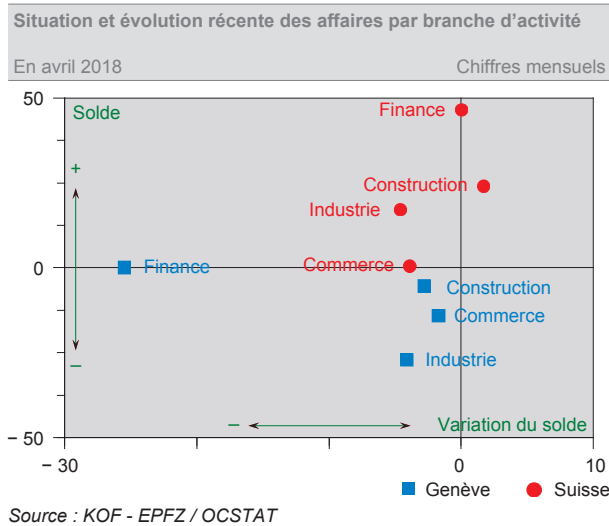 Situation et évolution récente des affaires par branche d'activité
En avril 2018 Chiffres mensuels
50
Solde
Finance
+
Construction
Industrie
0
Finance
Commerce
Construction
Commerce
Industrie
–
– Variation du solde
– 50
– 30 0 10
Genève Suisse
Source : KOF - EPFZ / OCSTAT